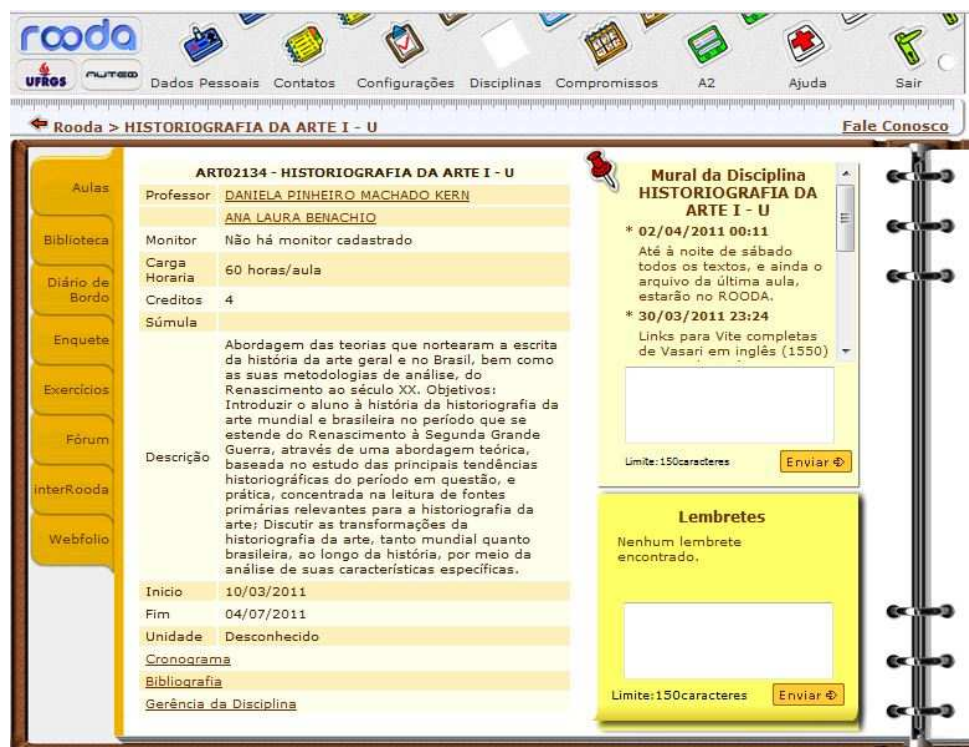 rooda
UFRGS
NUTED
Dados Pessoais
Contatos
Configurações
Disciplinas
Compromissos
A2
Ajuda
Sair
Rooda > HISTORIOGRAFIA DA ARTE I - U
Fale Conosco
Aulas
Biblioteca
Diário de
Bordo
Enquete
Exercícios
Fórum
interRooda
Webfolio
ART02134 - HISTORIOGRAFIA DA ARTE I - U
Professor DANIELA PINHEIRO MACHADO KERN
ANA LAURA BENACHIO
Monitor Não há monitor cadastrado
Carga
Horaria 60 horas/aula
Creditos 4
Súmula
Descrição
Abordagem das teorias que nortearam a escrita
da história da arte geral e no Brasil, bem como
as suas metodologias de análise, do
Renascimento ao século XX. Objetivos:
Introduzir o aluno à história da historiografia da
arte mundial e brasileira no período que se
estende do Renascimento à Segunda Grande
Guerra, através de uma abordagem teórica,
baseada no estudo das principais tendências
historiográficas do período em questão, e
prática, concentrada na leitura de fontes
primárias relevantes para a historiografia da
arte; Discutir as transformações da
historiografia da arte, tanto mundial quanto
brasileira, ao longo da história, por meio da
análise de suas características específicas.
Inicio 10/03/2011
Fim 04/07/2011
Unidade Desconhecido
Cronograma
Bibliografia
Gerência da Disciplina
Mural da Disciplina
HISTORIOGRAFIA DA
ARTE I - U
* 02/04/2011 00:11
Até à noite de sábado
todos os textos, e ainda o
arquivo da última aula,
estarão no ROODA.
* 30/03/2011 23:24
Links para Vite completas
de Vasari em inglês (1550)
Limite:150caracteres
Enviar
Lembretes
Nenhum lembrete
encontrado.
Limite:150caracteres
Enviar